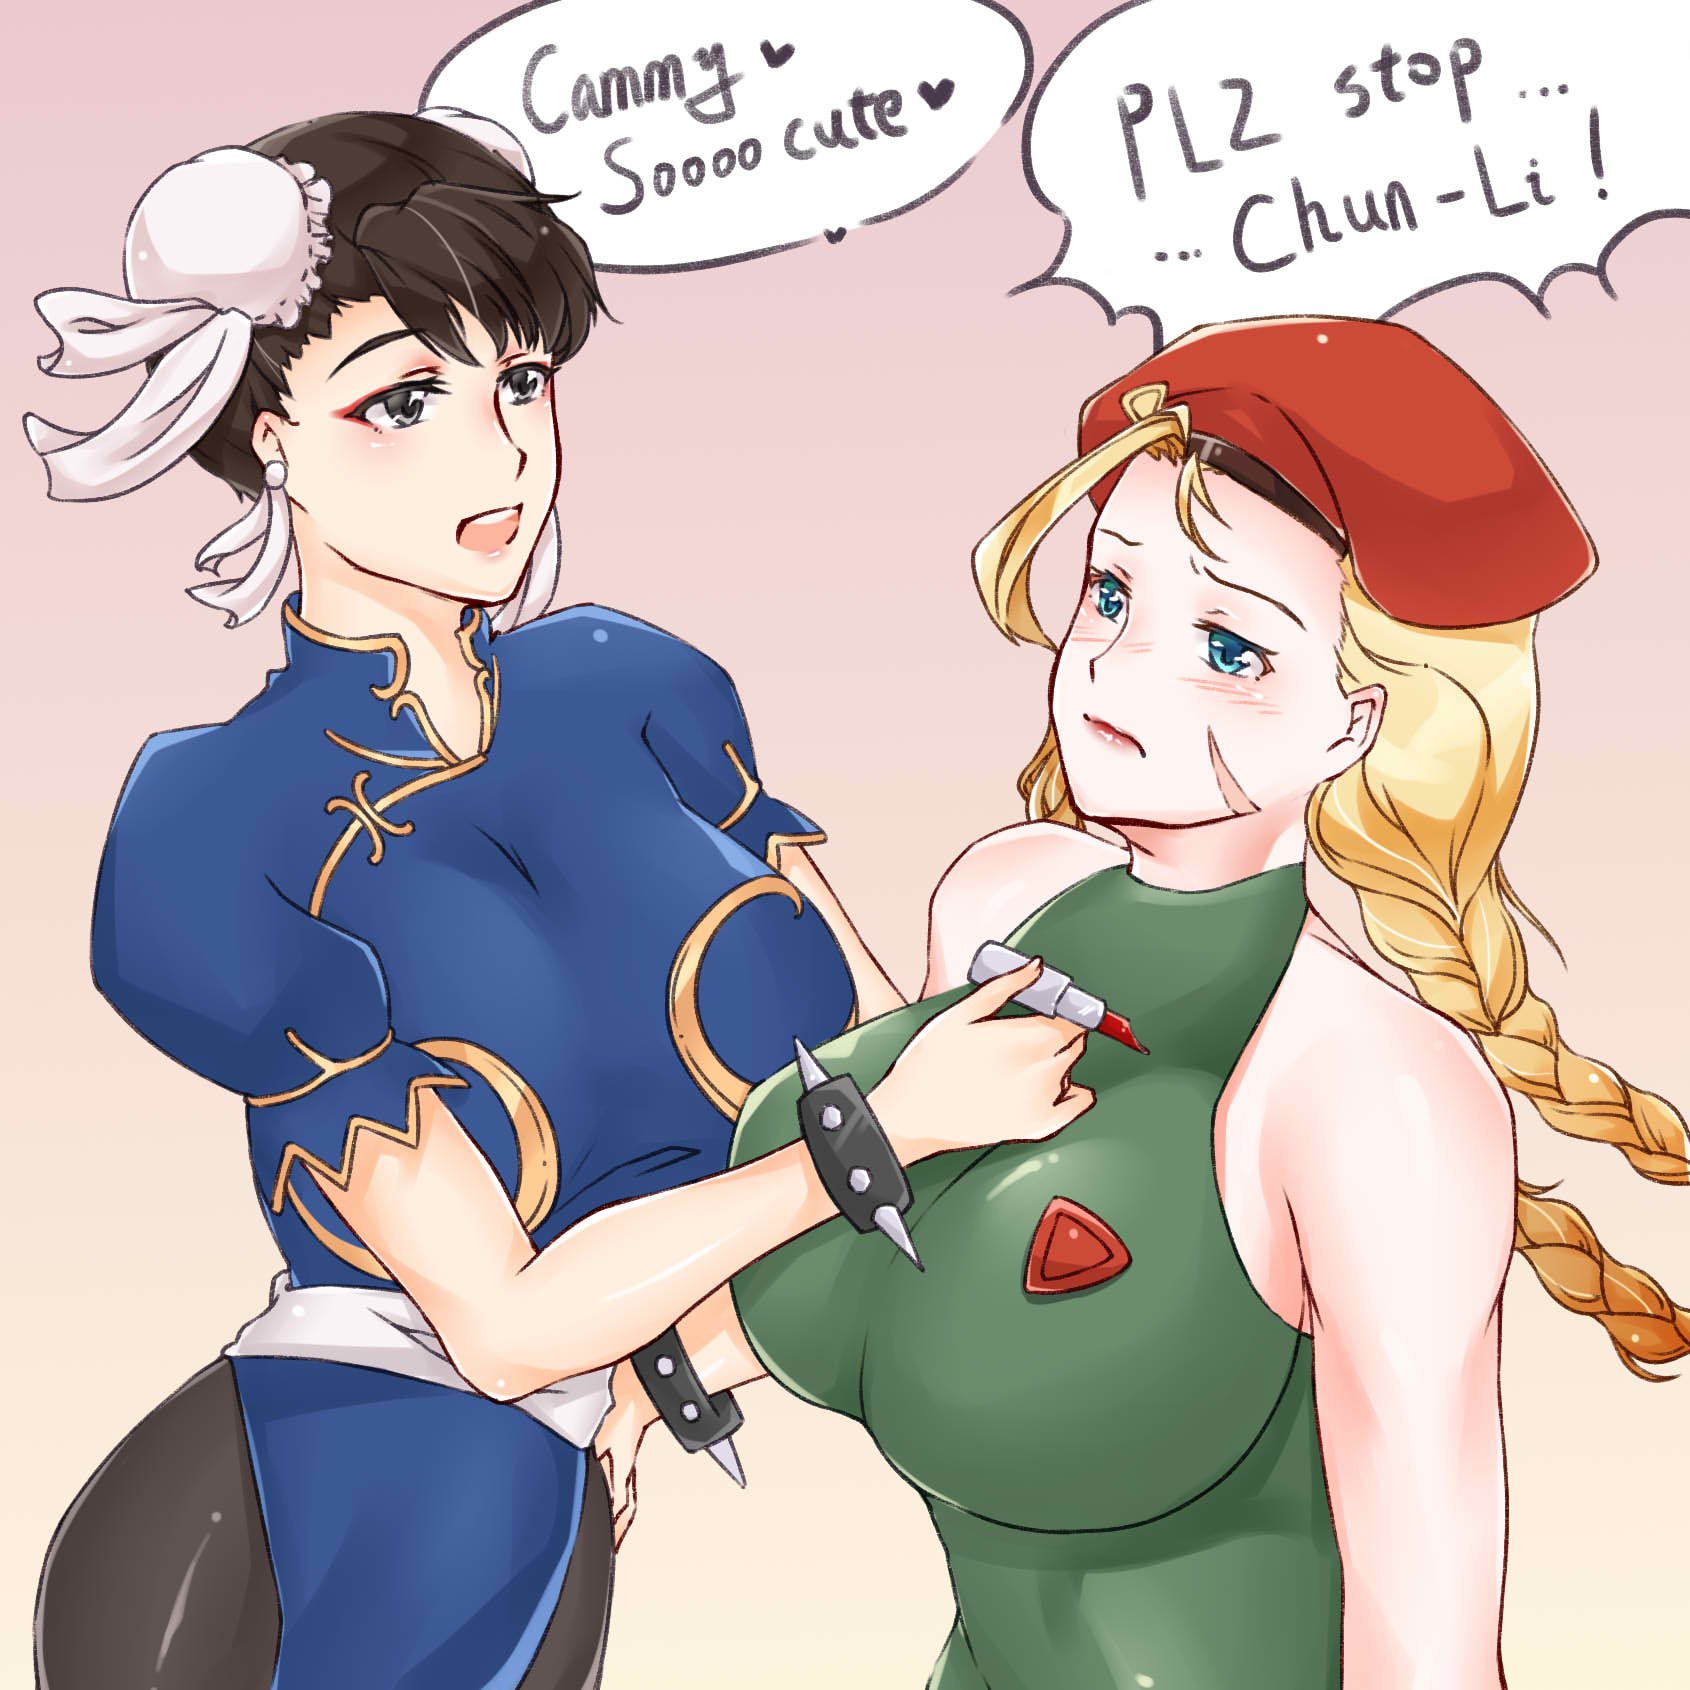 Cammy ♥
Soooo cute ♥
♥
PLZ stop ...
... Chun-Li !